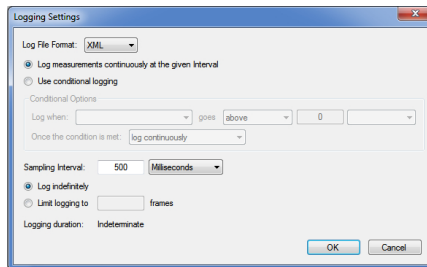 Logging Settings
Log File Format: XML
Log measurements continuously at the given Interval
Use conditional logging
Conditional Options
Log when: goes above 0
Once the condition is met: log continuously
Sampling Interval: 500 Milliseconds
Log indefinitely
Limit logging to frames
Logging duration: Indeterminate
OK Cancel